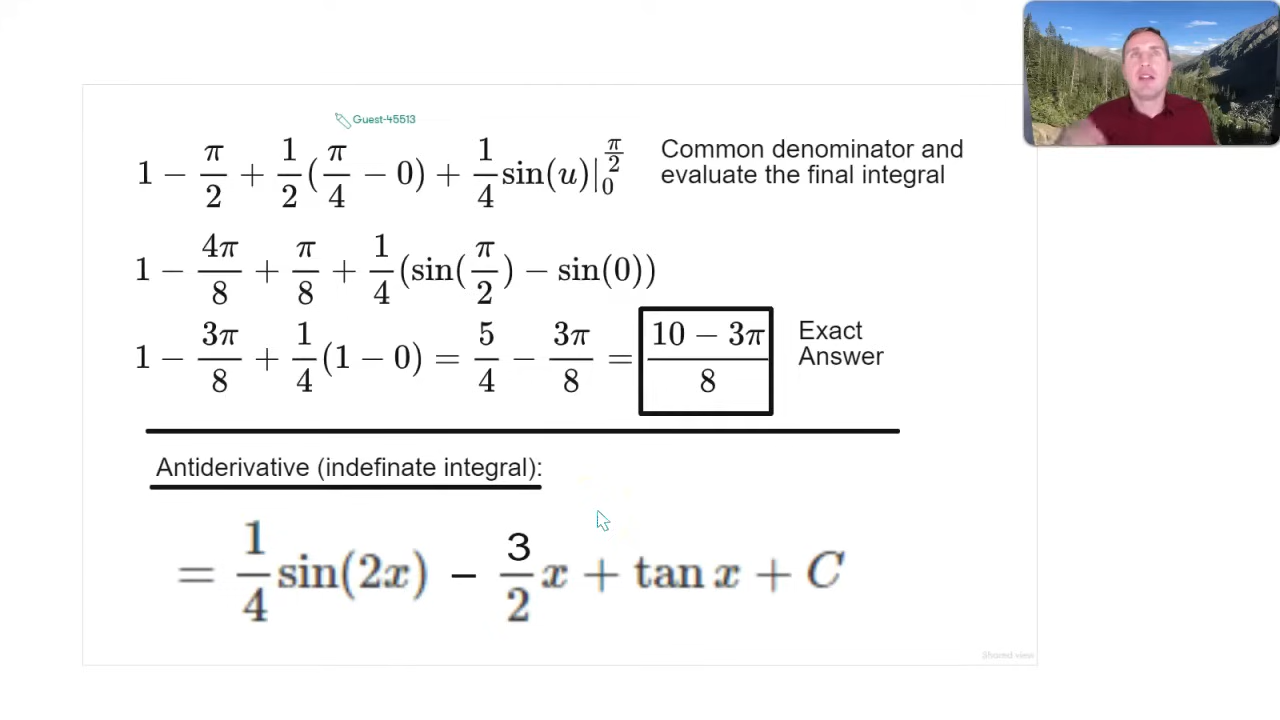 Guest-45513
1 − π/2 + 1/2(π/4 − 0) + 1/4 sin(u)|₀^(π/2)
Common denominator and
evaluate the final integral
1 − 4π/8 + π/8 + 1/4(sin(π/2) − sin(0))
1 − 3π/8 + 1/4(1 − 0) = 5/4 − 3π/8 = (10 − 3π)/8
Exact
Answer
Antiderivative (indefinate integral):
= 1/4 sin(2x) − 3/2 x + tan x + C
Shared view